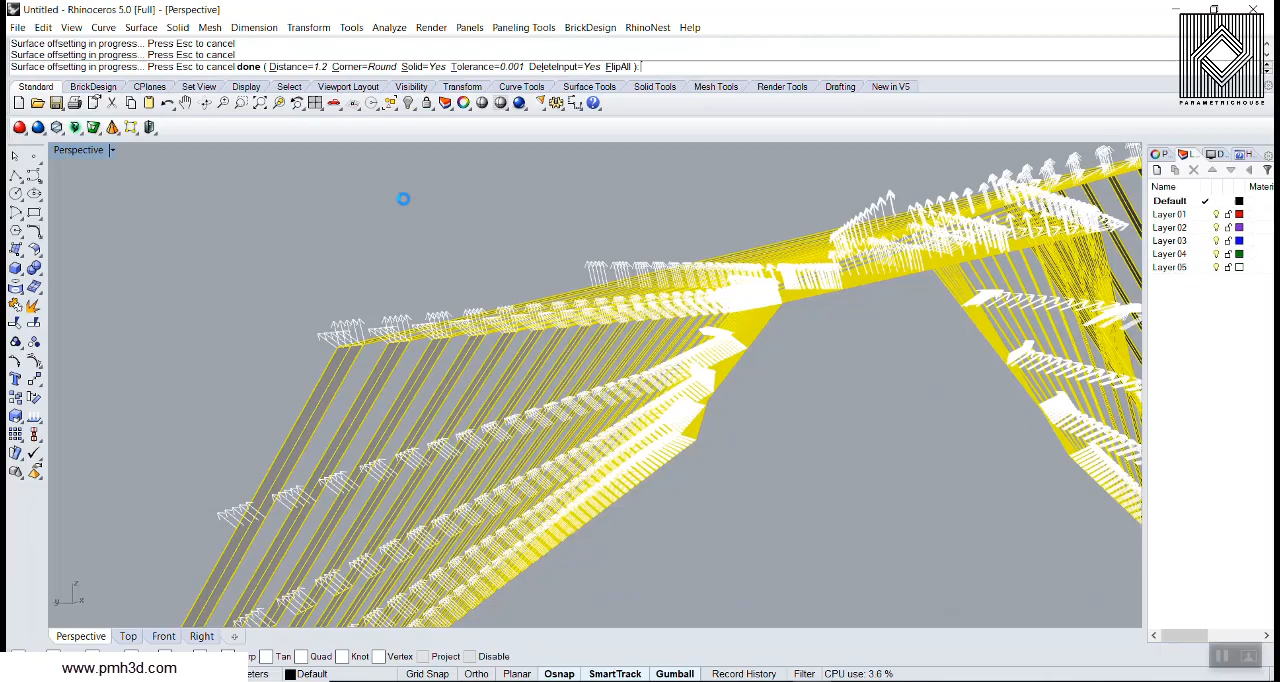 Untitled - Rhinoceros 5.0 [Full] - [Perspective]
File Edit View Curve Surface Solid Mesh Dimension Transform Tools Analyze Render Panels Paneling Tools BrickDesign RhinoNest Help
Surface offsetting in progress... Press Esc to cancel
Surface offsetting in progress... Press Esc to cancel
Surface offsetting in progress... Press Esc to cancel done ( Distance=1.2 Corner=Round Solid=Yes Tolerance=0.001 DeleteInput=Yes FlipAll ):
PARAMETRICHOUSE
Standard BrickDesign CPlanes Set View Display Select Viewport Layout Visibility Transform Curve Tools Surface Tools Solid Tools Mesh Tools Render Tools Drafting New in V5
Perspective
P... L... D... H...
Name Materi
Default
Layer 01
Layer 02
Layer 03
Layer 04
Layer 05
z
y x
Perspective Top Front Right
Tan Quad Knot Vertex Project Disable
www.pmh3d.com
Default Grid Snap Ortho Planar Osnap SmartTrack Gumball Record History Filter CPU use: 3.6 %